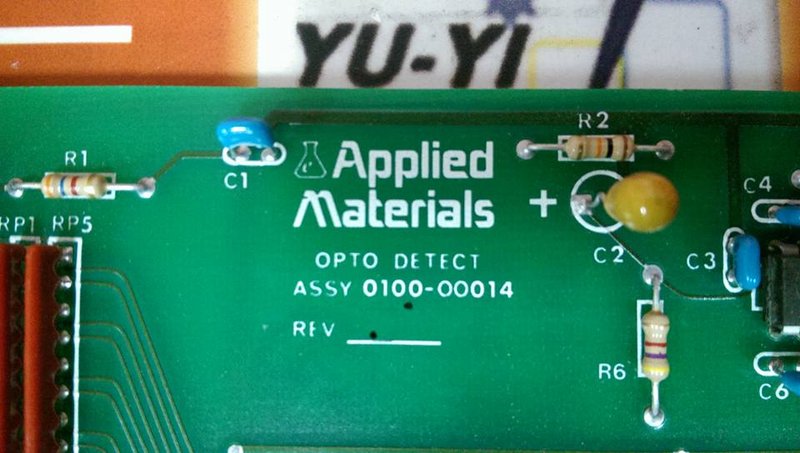 YU-YI
R2
R1
C1
Applied
Materials
+
C2
C3
C4
RP1 RP5
OPTO DETECT
ASSY 0100-00014
REV
R6
C6